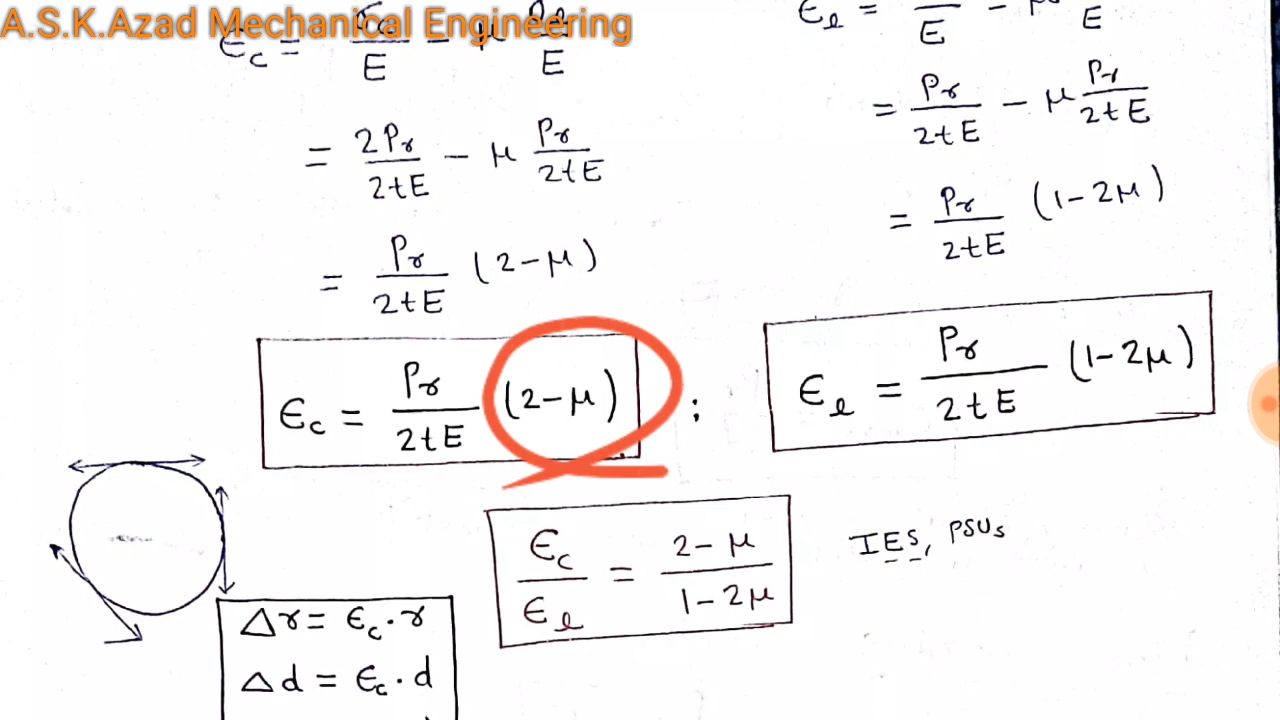 A.S.K.Azad Mechanical Engineering
ϵc = /E − μ /E
= 2Pr/2tE − μ Pr/2tE
= Pr/2tE (2−μ)
ϵc = Pr/2tE (2−μ) ;
ϵl = /E − μ /E
= Pr/2tE − μ Pr/2tE
= Pr/2tE (1−2μ)
ϵl = Pr/2tE (1−2μ)
ϵc/ϵl = 2−μ/1−2μ
IES, PSUs
Δr = ϵc·r
Δd = ϵc·d